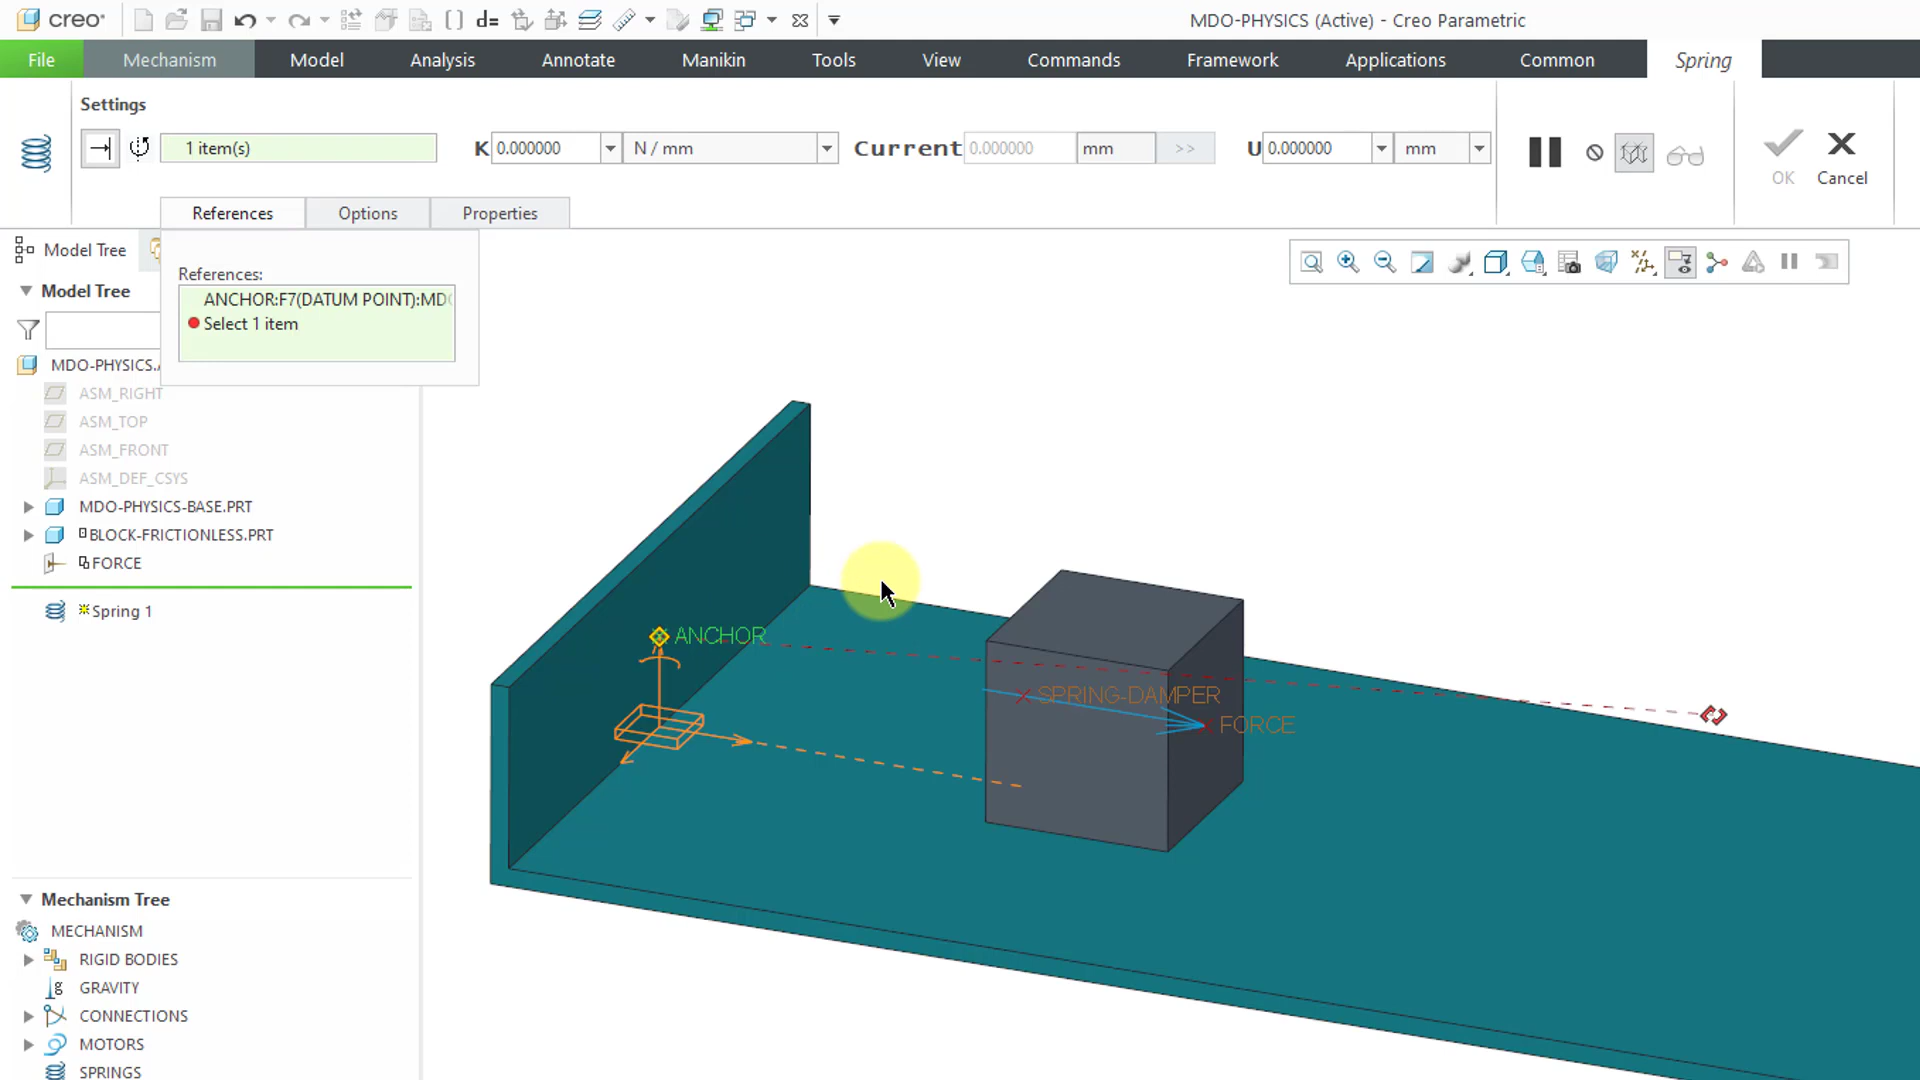 creo®
d=
MDO-PHYSICS (Active) - Creo Parametric
File
Mechanism
Model
Analysis
Annotate
Manikin
Tools
View
Commands
Framework
Applications
Common
Spring
Settings
1 item(s)
K 0.000000
N / mm
Current 0.000000
mm
>>
U 0.000000
mm
OK
Cancel
References
Options
Properties
Model Tree
References:
ANCHOR:F7(DATUM POINT):MD
Select 1 item
Model Tree
MDO-PHYSICS.
ASM_RIGHT
ASM_TOP
ASM_FRONT
ASM_DEF_CSYS
MDO-PHYSICS-BASE.PRT
BLOCK-FRICTIONLESS.PRT
FORCE
Spring 1
ANCHOR
SPRING-DAMPER
FORCE
Mechanism Tree
MECHANISM
RIGID BODIES
GRAVITY
CONNECTIONS
MOTORS
SPRINGS